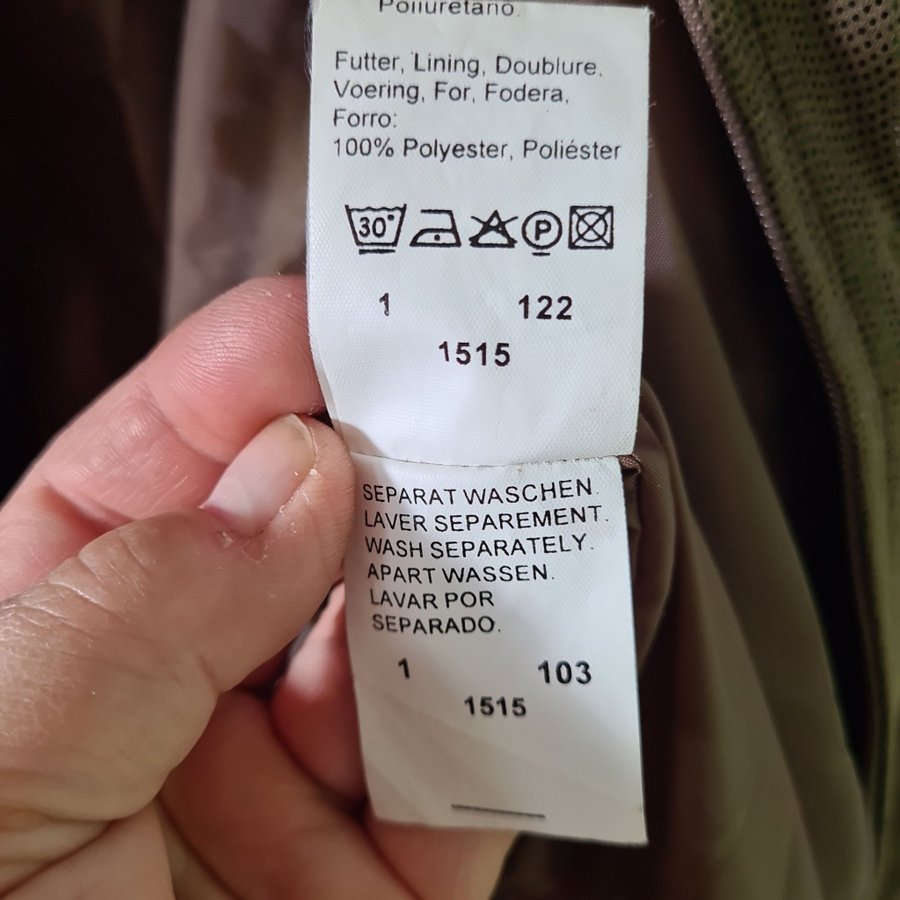 Poliuretano.
Futter, Lining, Doublure,
Voering, For, Fodera,
Forro:
100% Polyester, Poliéster
30°
P
1 122
1515
SEPARAT WASCHEN.
LAVER SEPAREMENT.
WASH SEPARATELY.
APART WASSEN.
LAVAR POR
SEPARADO.
1 103
1515